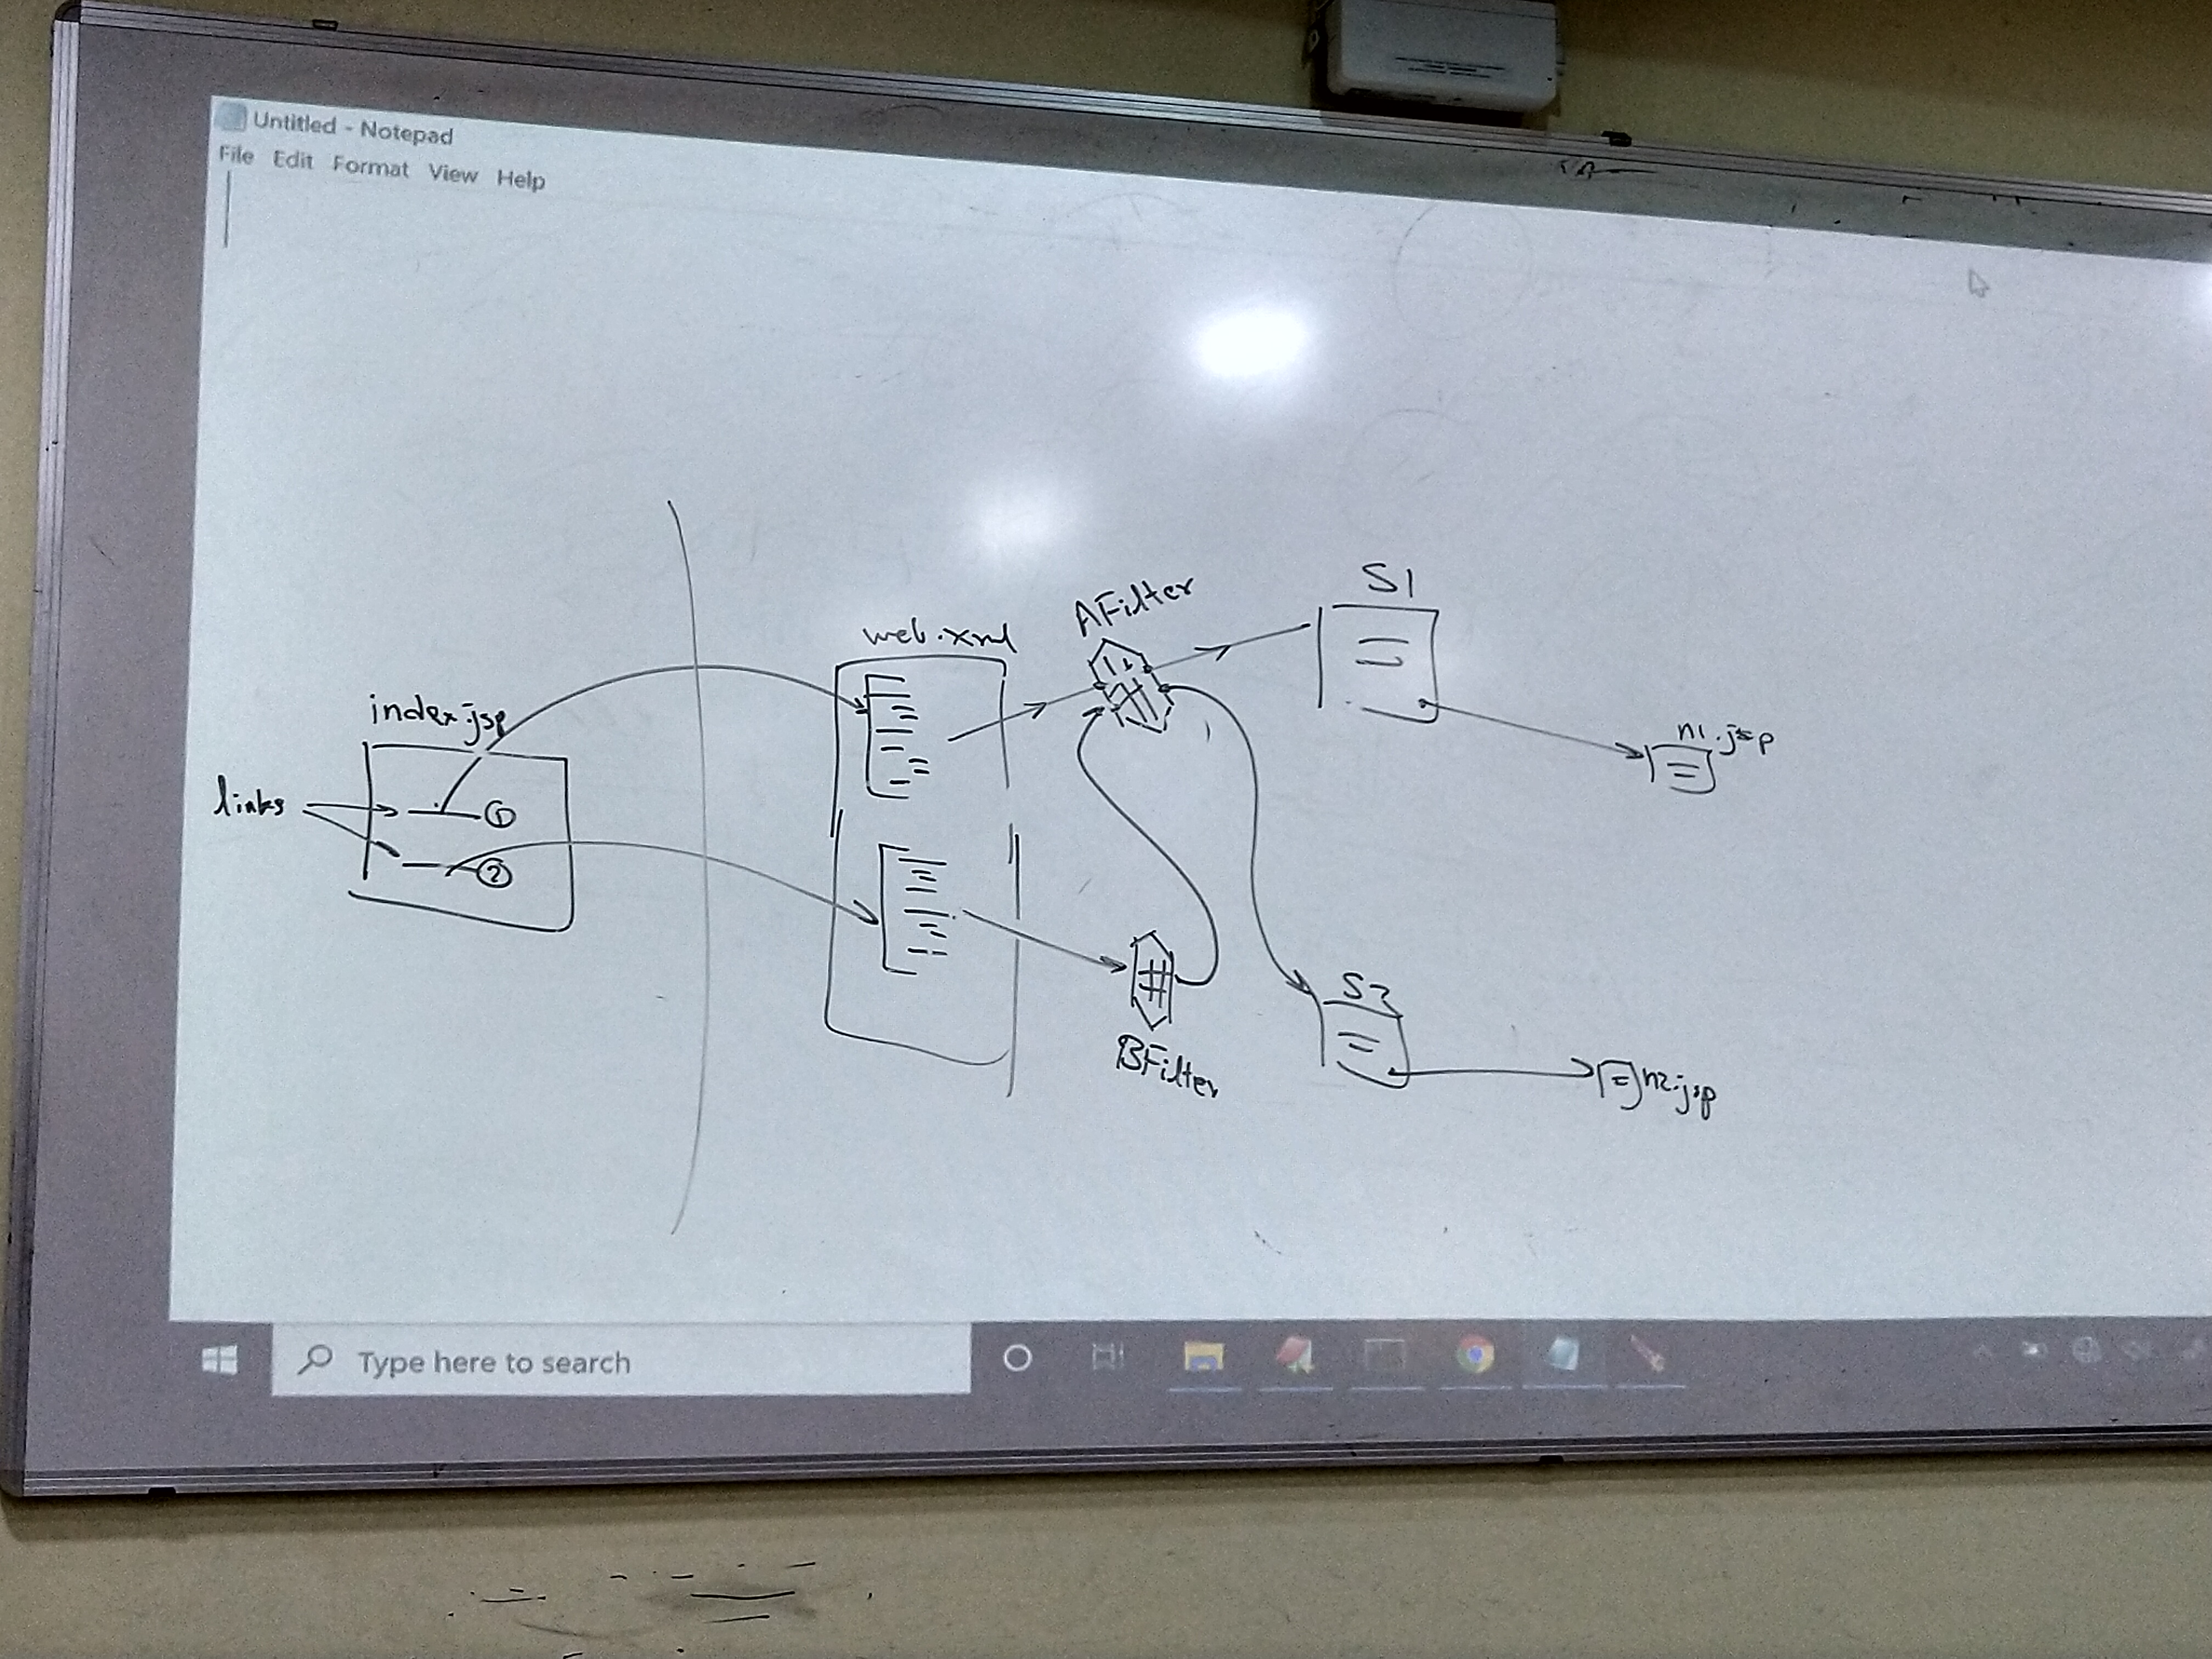 Untitled - Notepad
File Edit Format View Help
index.jsp
links
1
2
web.xml
AFilter
S1
n1.jsp
BFilter
S2
n2.jsp
Type here to search